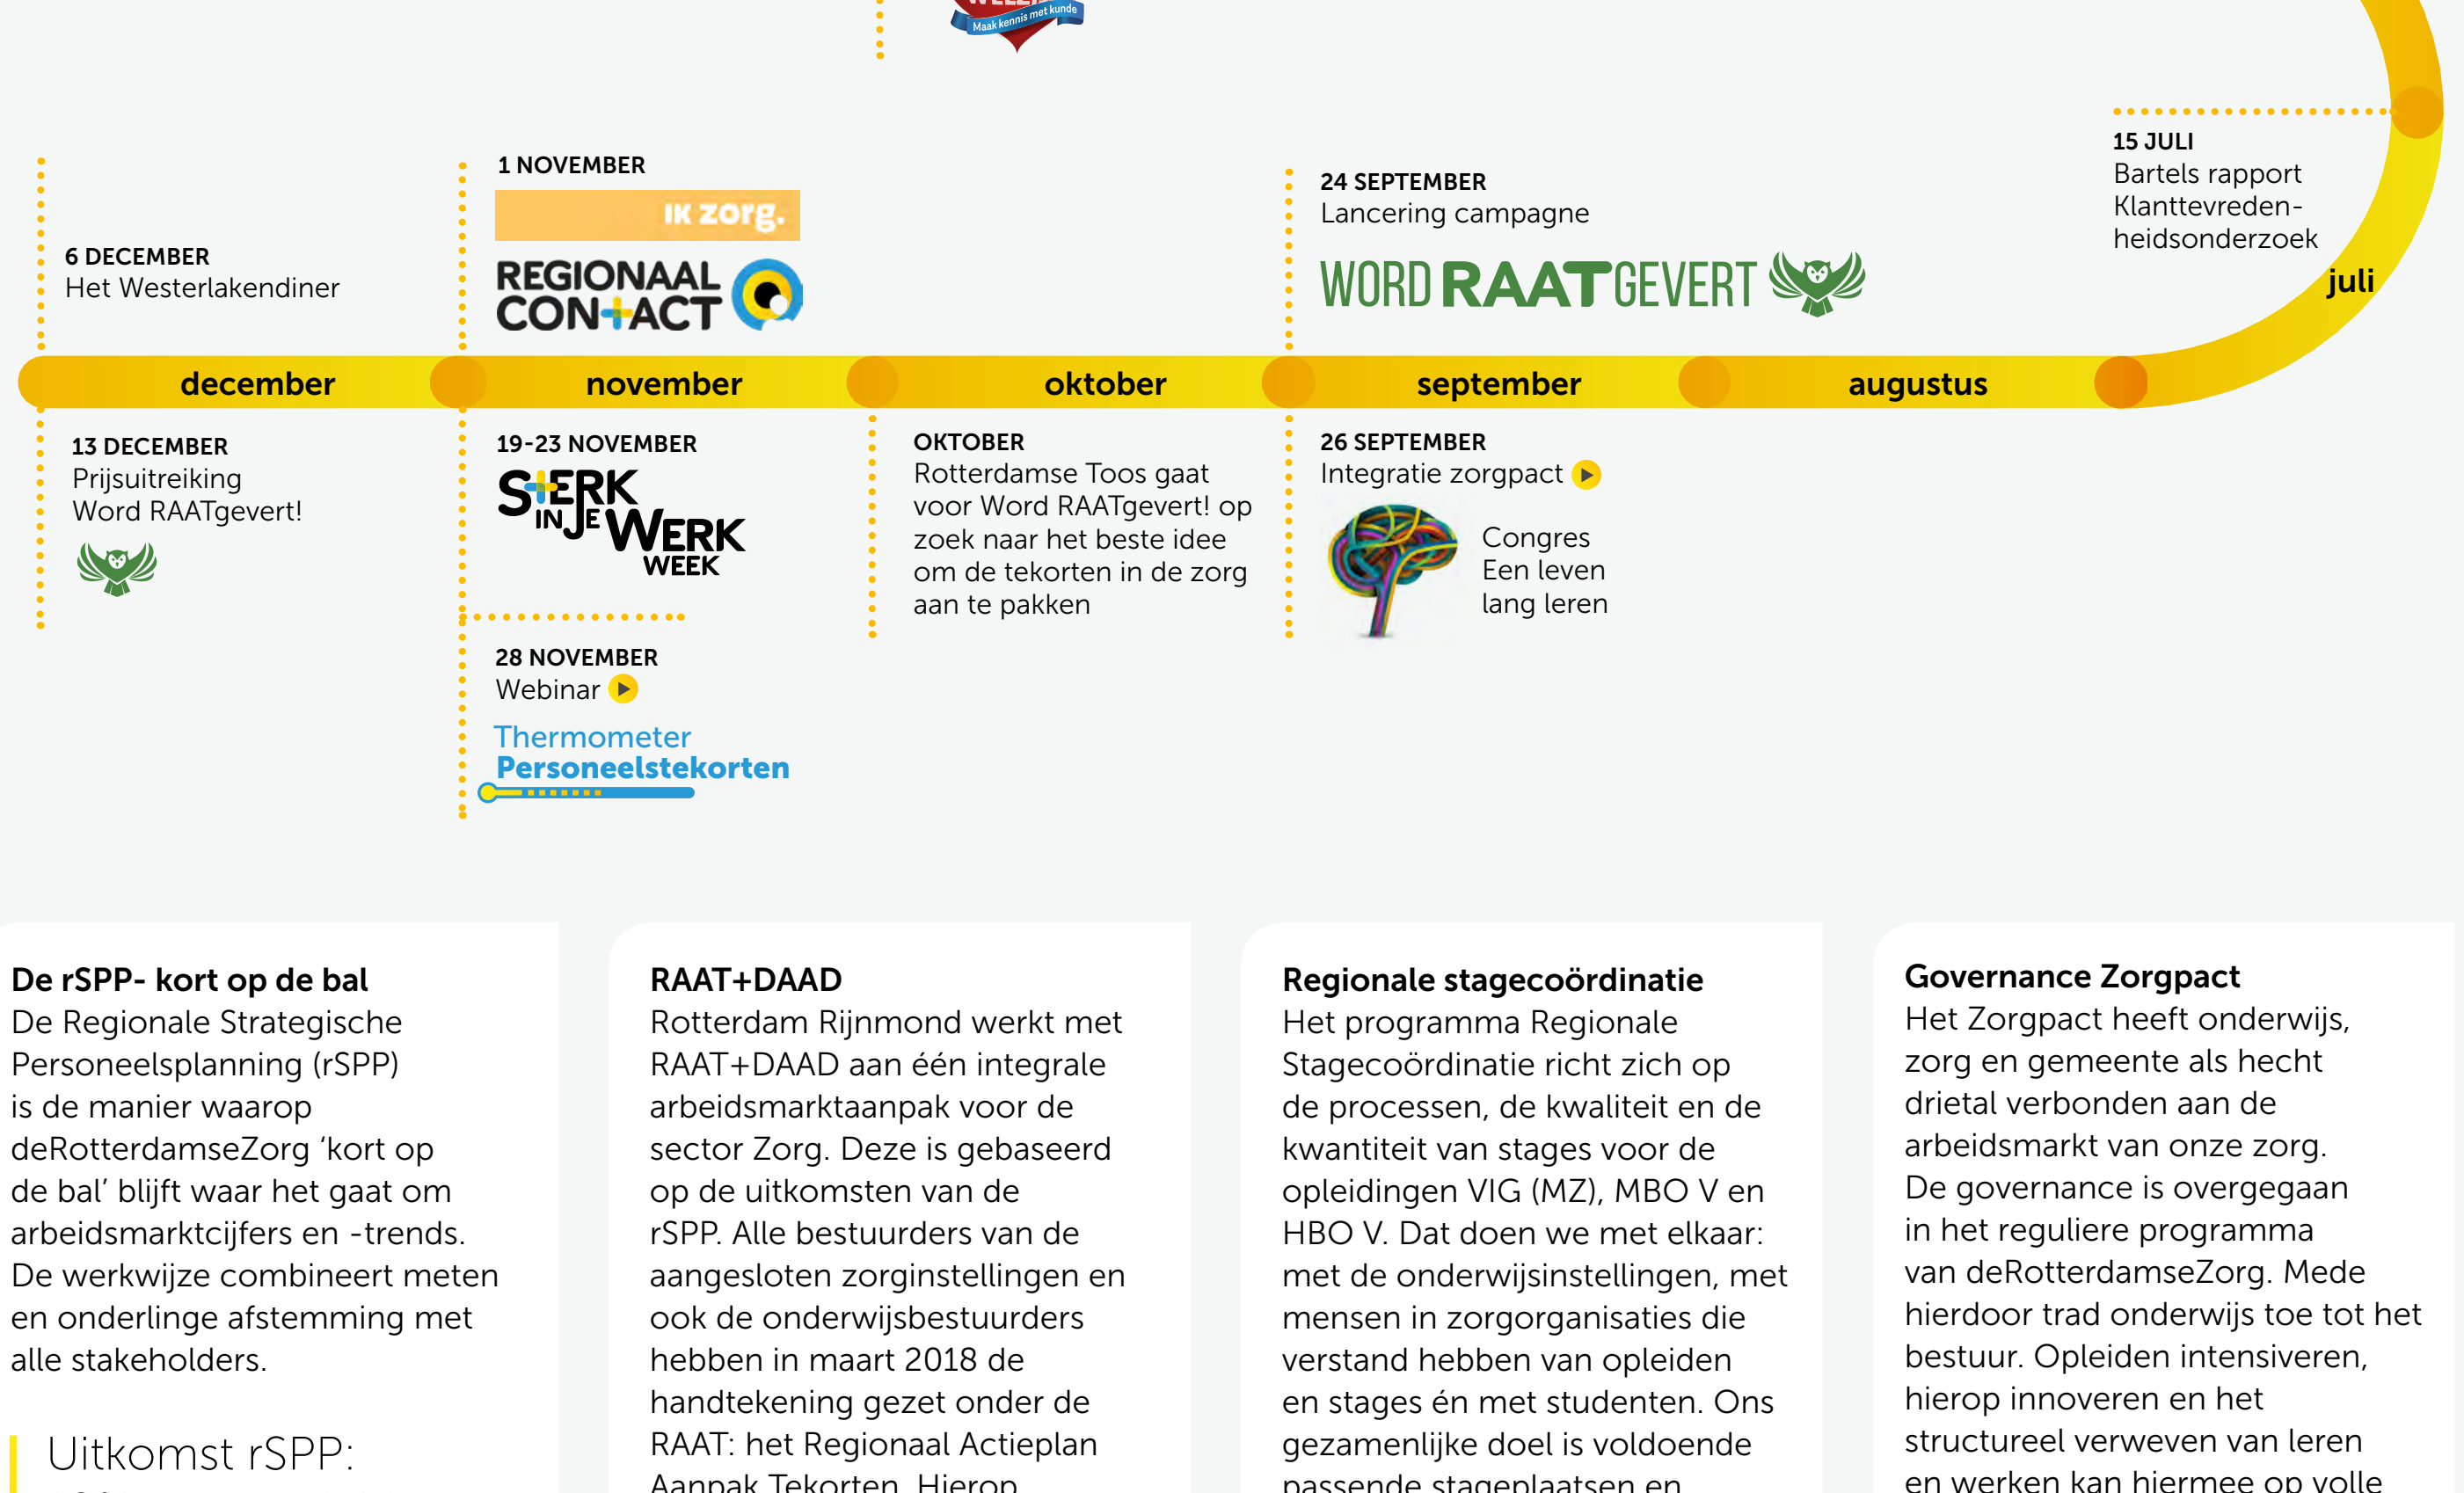 Maak kennis met kunde
15 JULI
Bartels rapport
Klanttevreden-
heidsonderzoek
juli
24 SEPTEMBER
Lancering campagne
WORD RAATGEVERT
1 NOVEMBER
IK zorg.
REGIONAAL
CONTACT
6 DECEMBER
Het Westerlakendiner
december
november
oktober
september
augustus
13 DECEMBER
Prijsuitreiking
Word RAATgevert!
19-23 NOVEMBER
STERK
IN JE WERK
WEEK
28 NOVEMBER
Webinar
Thermometer
Personeelstekorten
OKTOBER
Rotterdamse Toos gaat
voor Word RAATgevert! op
zoek naar het beste idee
om de tekorten in de zorg
aan te pakken
26 SEPTEMBER
Integratie zorgpact
Congres
Een leven
lang leren
De rSPP- kort op de bal
De Regionale Strategische
Personeelsplanning (rSPP)
is de manier waarop
deRotterdamseZorg ‘kort op
de bal’ blijft waar het gaat om
arbeidsmarktcijfers en -trends.
De werkwijze combineert meten
en onderlinge afstemming met
alle stakeholders.
Uitkomst rSPP:
RAAT+DAAD
Rotterdam Rijnmond werkt met
RAAT+DAAD aan één integrale
arbeidsmarktaanpak voor de
sector Zorg. Deze is gebaseerd
op de uitkomsten van de
rSPP. Alle bestuurders van de
aangesloten zorginstellingen en
ook de onderwijsbestuurders
hebben in maart 2018 de
handtekening gezet onder de
RAAT: het Regionaal Actieplan
Aanpak Tekorten. Hierop
Regionale stagecoördinatie
Het programma Regionale
Stagecoördinatie richt zich op
de processen, de kwaliteit en de
kwantiteit van stages voor de
opleidingen VIG (MZ), MBO V en
HBO V. Dat doen we met elkaar:
met de onderwijsinstellingen, met
mensen in zorgorganisaties die
verstand hebben van opleiden
en stages én met studenten. Ons
gezamenlijke doel is voldoende
passende stageplaatsen en
Governance Zorgpact
Het Zorgpact heeft onderwijs,
zorg en gemeente als hecht
drietal verbonden aan de
arbeidsmarkt van onze zorg.
De governance is overgegaan
in het reguliere programma
van deRotterdamseZorg. Mede
hierdoor trad onderwijs toe tot het
bestuur. Opleiden intensiveren,
hierop innoveren en het
structureel verweven van leren
en werken kan hiermee op volle